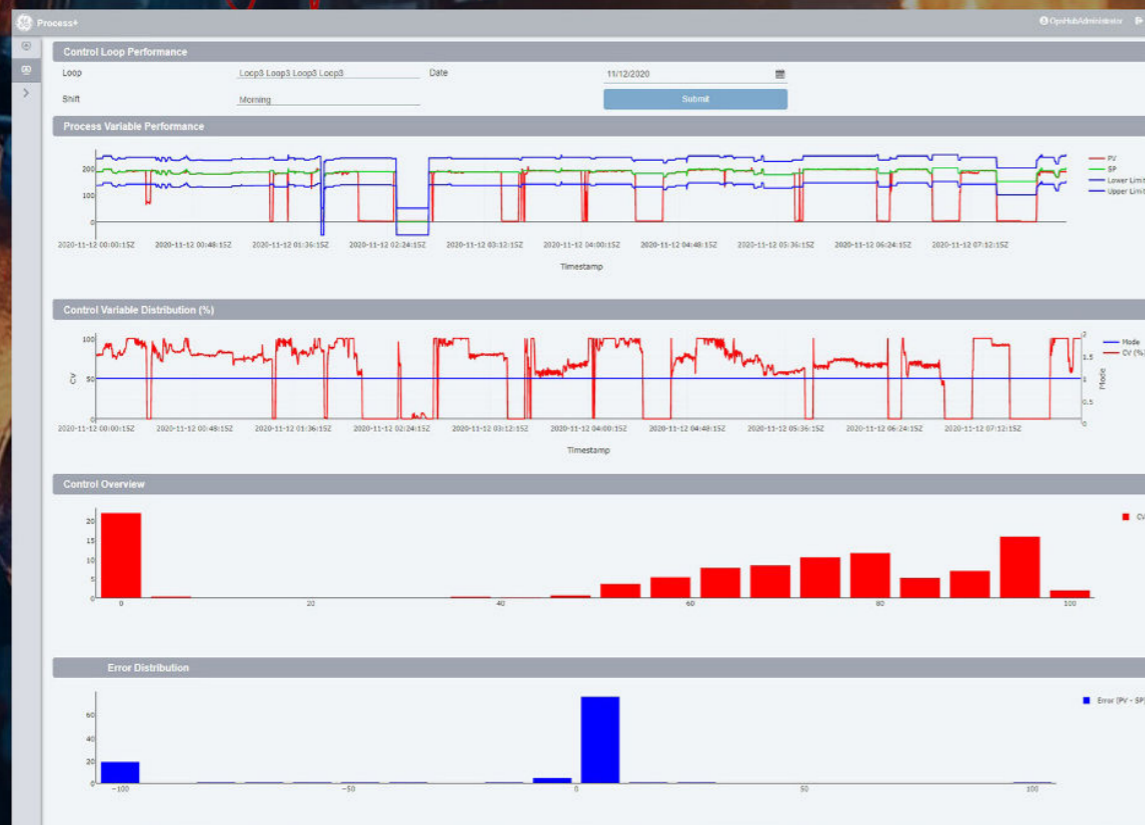 Process+
OpsHubAdministrator
Control Loop Performance
Loop Loop3 Loop3 Loop3 Loop3 Date 11/12/2020
Shift Morning Submit
Process Variable Performance
200
100
0
PV
SP
Lower Limit
Upper Limit
2020-11-12 00:00:15Z 2020-11-12 00:48:15Z 2020-11-12 01:36:15Z 2020-11-12 02:24:15Z 2020-11-12 03:12:15Z 2020-11-12 04:00:15Z 2020-11-12 04:48:15Z 2020-11-12 05:36:15Z 2020-11-12 06:24:15Z 2020-11-12 07:12:15Z
Timestamp
Control Variable Distribution (%)
100
50
0
CV
2
1.5
1
0.5
0
Mode
Mode
CV (%)
2020-11-12 00:00:15Z 2020-11-12 00:48:15Z 2020-11-12 01:36:15Z 2020-11-12 02:24:15Z 2020-11-12 03:12:15Z 2020-11-12 04:00:15Z 2020-11-12 04:48:15Z 2020-11-12 05:36:15Z 2020-11-12 06:24:15Z 2020-11-12 07:12:15Z
Timestamp
Control Overview
20
15
10
5
0
CV
0 20 40 60 80 100
Error Distribution
60
40
20
0
Error (PV - SP)
−100 −50 0 50 100